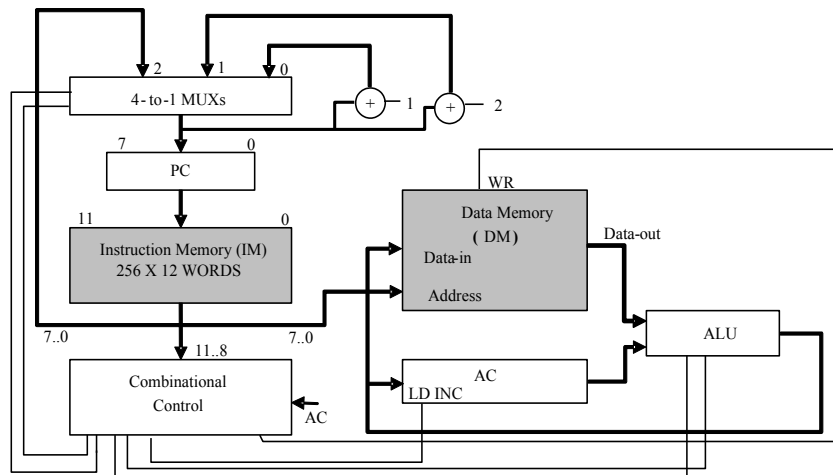 2
1
0
4-to-1 MUXs
+
1
+
2
7
0
PC
WR
11
0
Instruction Memory (IM)
256 X 12 WORDS
Data Memory
( DM)
Data-out
Data-in
Address
7..0
7..0
ALU
11..8
Combinational
Control
AC
AC
LD INC